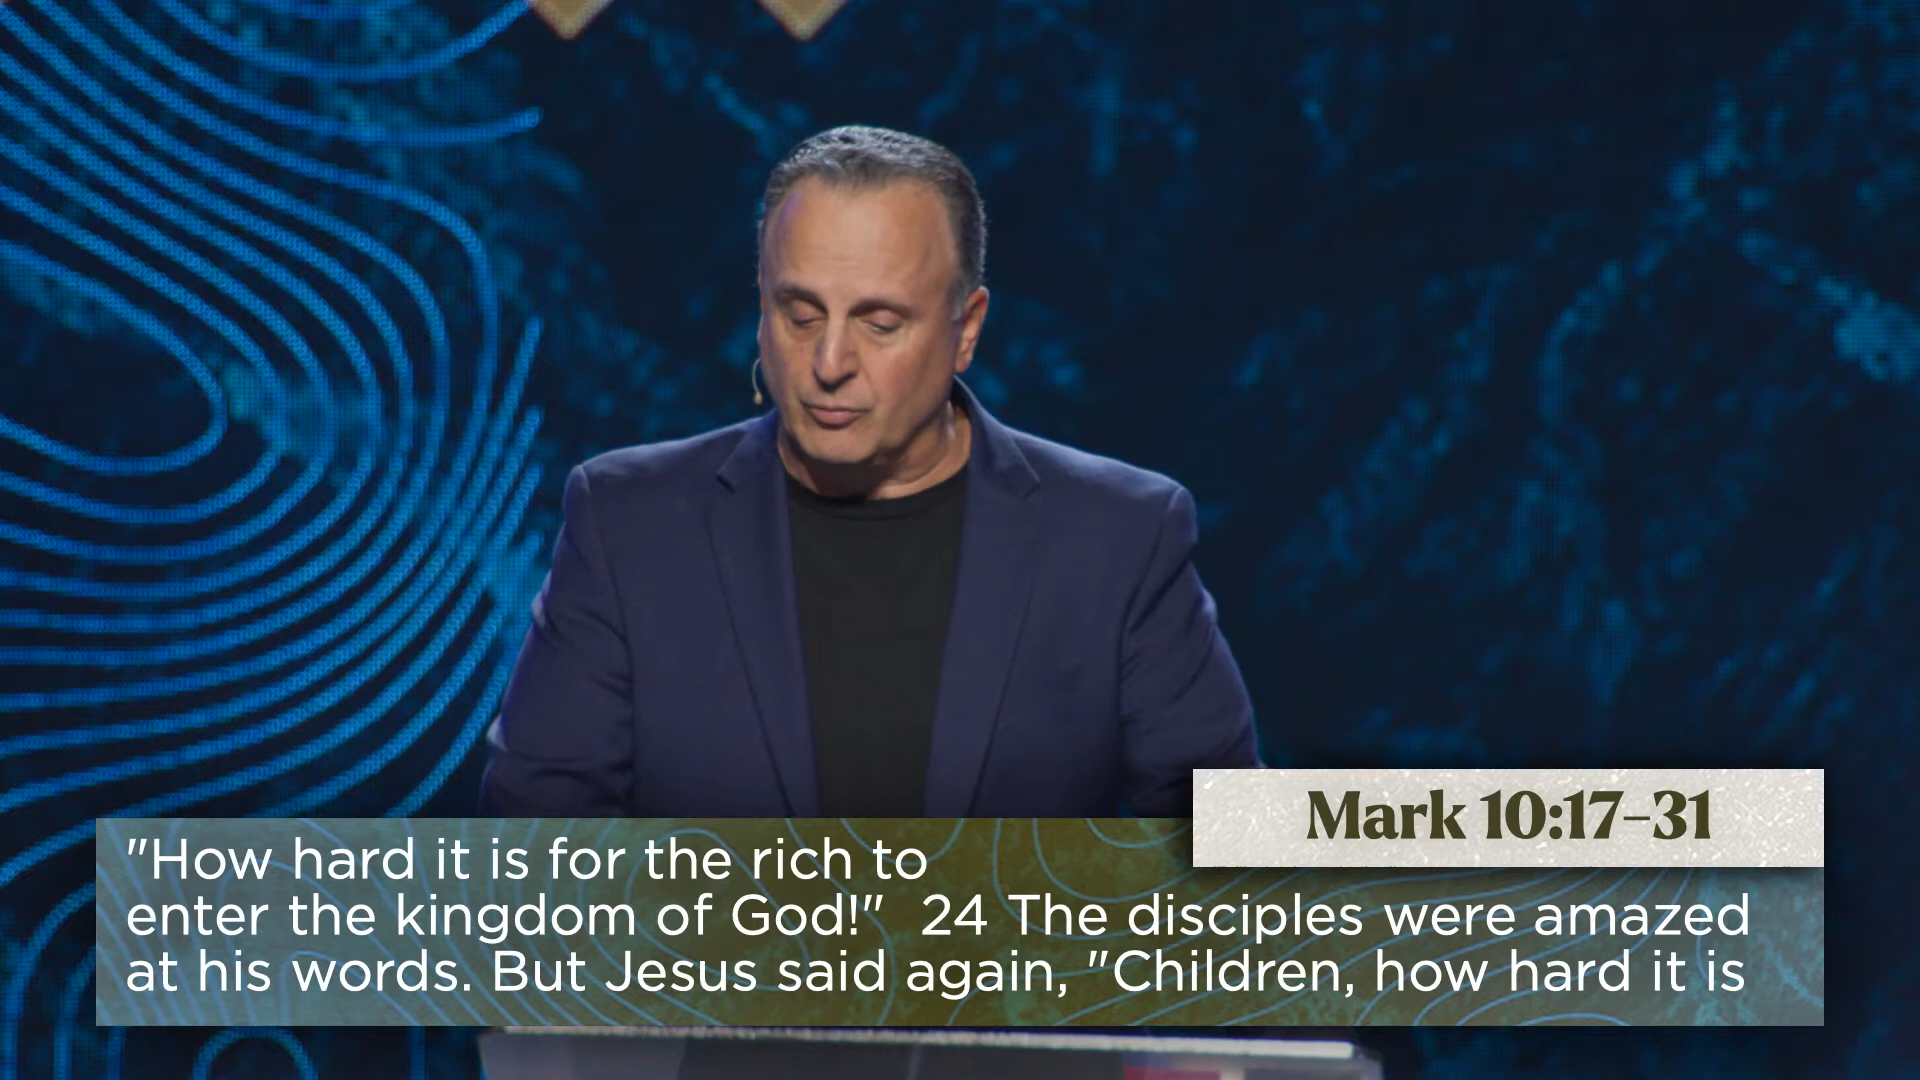 Mark 10:17–31
"How hard it is for the rich to
enter the kingdom of God!"  24 The disciples were amazed
at his words. But Jesus said again, "Children, how hard it is